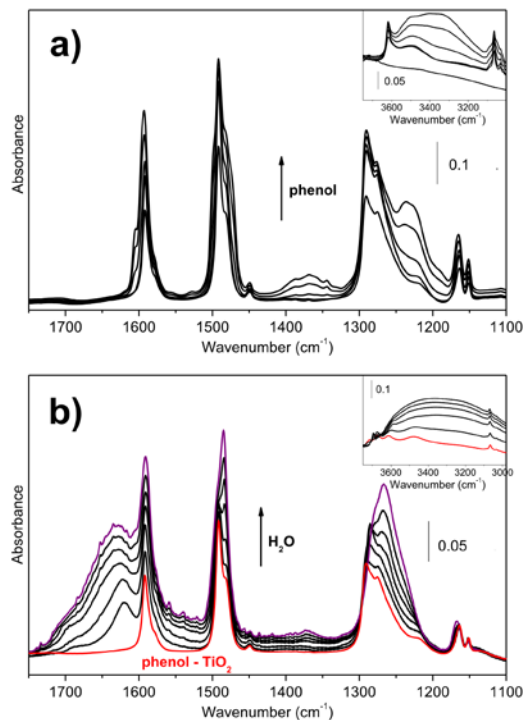 a)
Absorbance
phenol
0.1
0.05
3600 3400 3200
Wavenumber (cm⁻¹)
1700 1600 1500 1400 1300 1200 1100
Wavenumber (cm⁻¹)
b)
Absorbance
H₂O
0.05
phenol - TiO₂
0.1
3600 3400 3200 3000
Wavenumber (cm⁻¹)
1700 1600 1500 1400 1300 1200 1100
Wavenumber (cm⁻¹)